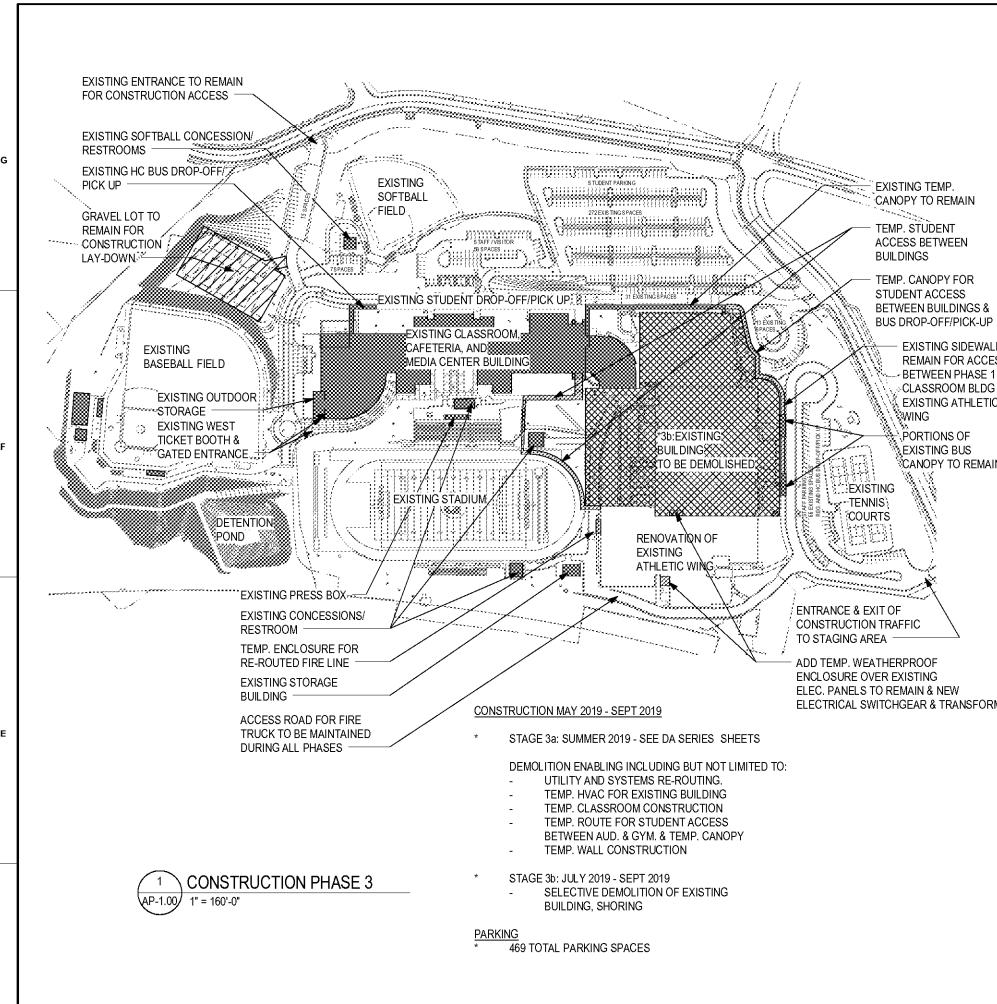 EXISTING ENTRANCE TO REMAIN
FOR CONSTRUCTION ACCESS
EXISTING SOFTBALL CONCESSION/
RESTROOMS
EXISTING HC BUS DROP-OFF/
PICK UP
GRAVEL LOT TO
REMAIN FOR
CONSTRUCTION
LAY-DOWN
G
F
E
EXISTING
SOFTBALL
FIELD
STUDENT PARKING
272 EXISTING SPACES
STAFF / VISITOR
7 SPACES
31 EXISTING SPACES
EXISTING TEMP.
CANOPY TO REMAIN
TEMP. STUDENT
ACCESS BETWEEN
BUILDINGS
TEMP. CANOPY FOR
STUDENT ACCESS
BETWEEN BUILDINGS &
BUS DROP-OFF/PICK-UP
EXISTING SIDEWAL
REMAIN FOR ACCES
BETWEEN PHASE 1
CLASSROOM BLDG
EXISTING ATHLETIC
WING
PORTIONS OF
EXISTING BUS
CANOPY TO REMAIN
EXISTING STUDENT DROP-OFF/PICK UP
EXISTING CLASSROOM,
CAFETERIA, AND
MEDIA CENTER BUILDING
EXISTING
BASEBALL FIELD
EXISTING OUTDOOR
STORAGE
EXISTING WEST
TICKET BOOTH &
GATED ENTRANCE
3b:EXISTING
BUILDING
TO BE DEMOLISHED
EXISTING STADIUM
DETENTION
POND
EXISTING
TENNIS
COURTS
RENOVATION OF
EXISTING
ATHLETIC WING
EXISTING PRESS BOX
EXISTING CONCESSIONS/
RESTROOM
TEMP. ENCLOSURE FOR
RE-ROUTED FIRE LINE
EXISTING STORAGE
BUILDING
ACCESS ROAD FOR FIRE
TRUCK TO BE MAINTAINED
DURING ALL PHASES
ENTRANCE & EXIT OF
CONSTRUCTION TRAFFIC
TO STAGING AREA
ADD TEMP. WEATHERPROOF
ENCLOSURE OVER EXISTING
ELEC. PANELS TO REMAIN & NEW
ELECTRICAL SWITCHGEAR & TRANSFORM
CONSTRUCTION MAY 2019 - SEPT 2019
* STAGE 3a: SUMMER 2019 - SEE DA SERIES SHEETS
DEMOLITION ENABLING INCLUDING BUT NOT LIMITED TO:
- UTILITY AND SYSTEMS RE-ROUTING.
- TEMP. HVAC FOR EXISTING BUILDING
- TEMP. CLASSROOM CONSTRUCTION
- TEMP. ROUTE FOR STUDENT ACCESS
BETWEEN AUD. & GYM. & TEMP. CANOPY
- TEMP. WALL CONSTRUCTION
* STAGE 3b: JULY 2019 - SEPT 2019
- SELECTIVE DEMOLITION OF EXISTING
BUILDING, SHORING
PARKING
* 469 TOTAL PARKING SPACES
1
AP-1.00
CONSTRUCTION PHASE 3
1" = 160'-0"